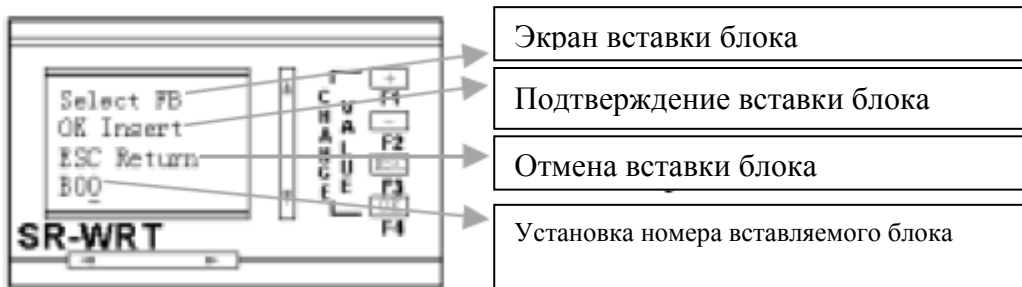 Select FB
OK Insert
ESC Return
B00
CHANGE
VALUE
+
F1
-
F2
F3
F4
SR-WRT
Экран вставки блока
Подтверждение вставки блока
Отмена вставки блока
Установка номера вставляемого блока